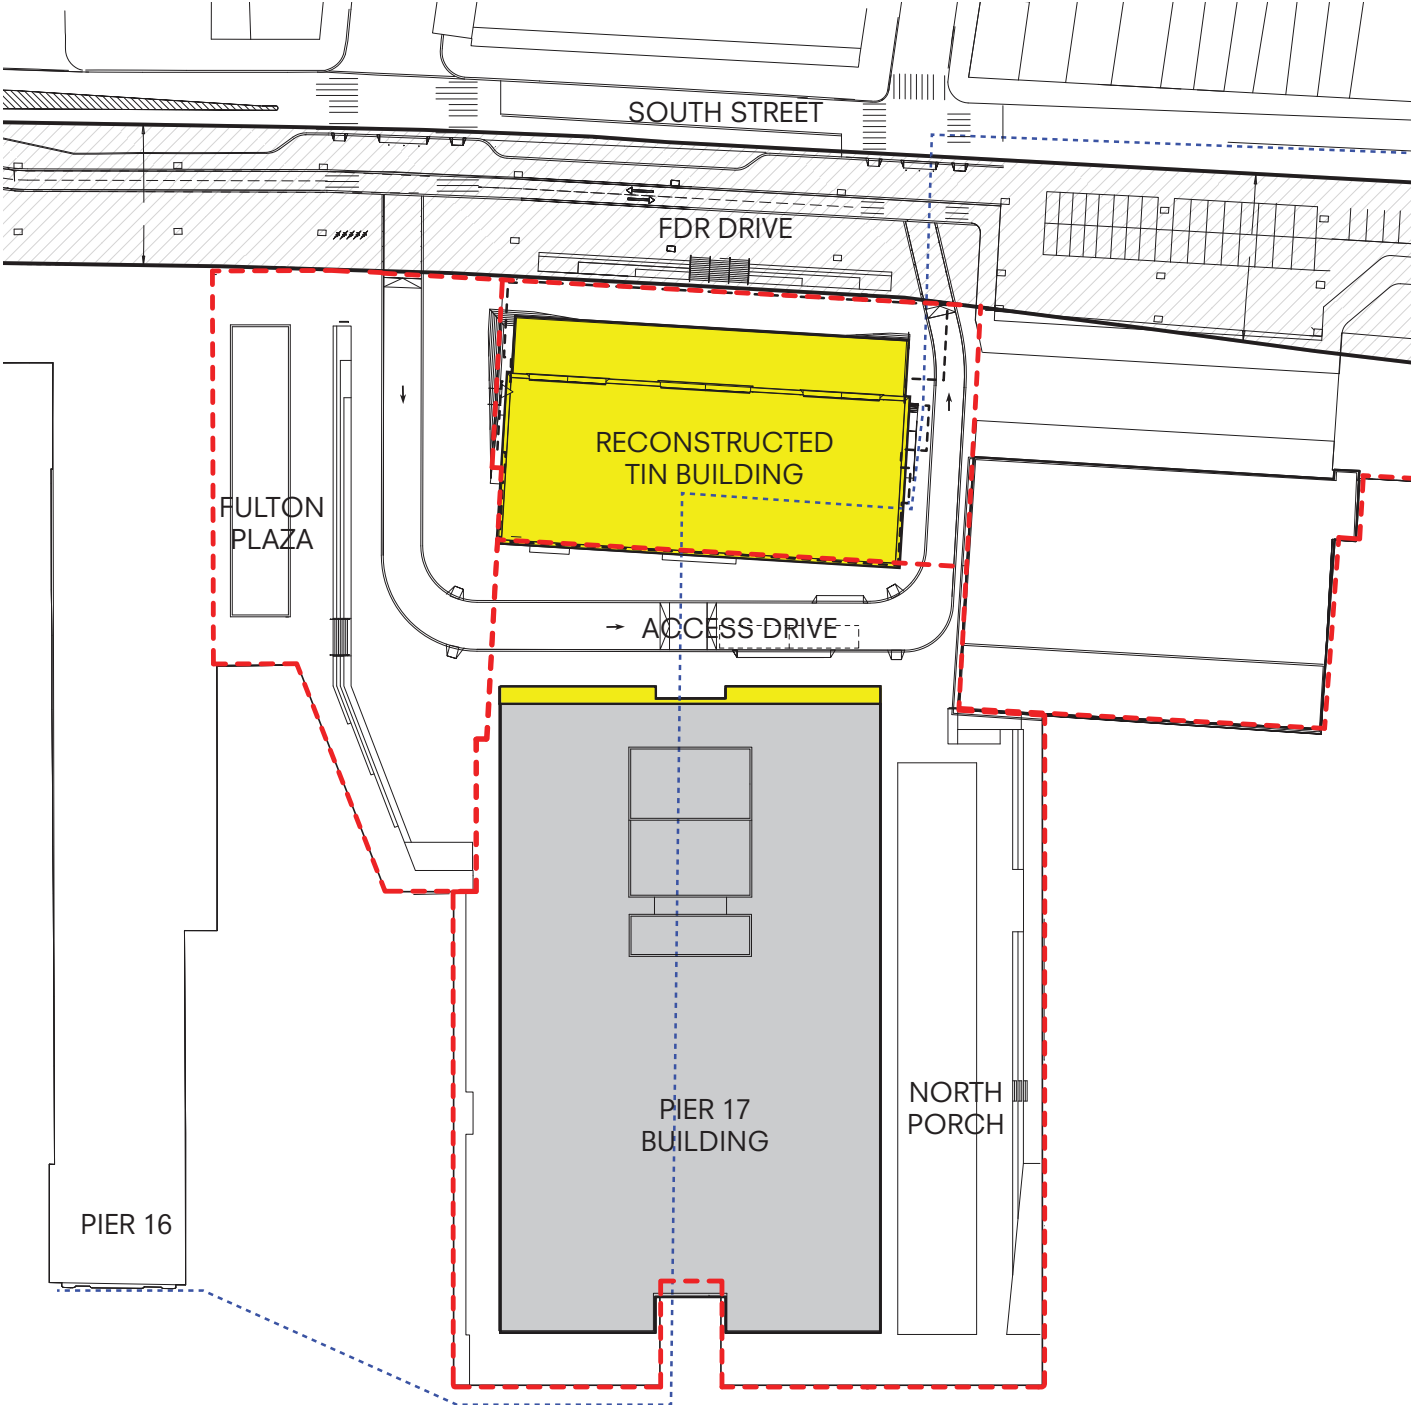 SOUTH STREET
FDR DRIVE
RECONSTRUCTED
TIN BUILDING
FULTON
PLAZA
ACCESS DRIVE
NORTH
PORCH
PIER 17
BUILDING
PIER 16